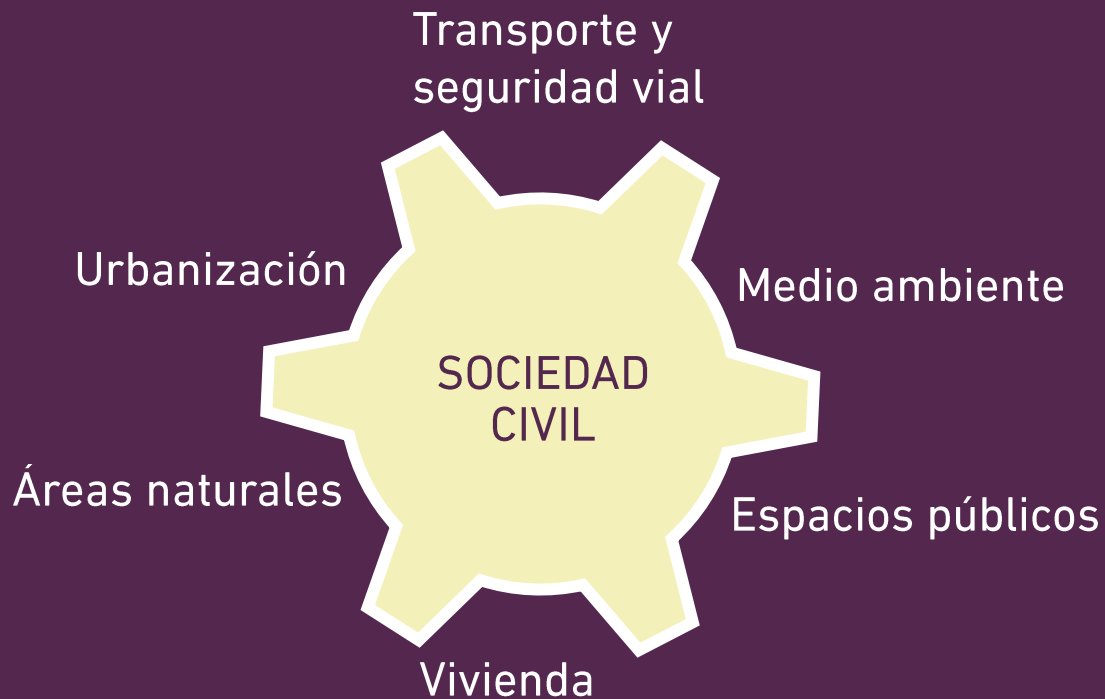 Transporte y
seguridad vial
Urbanización
Medio ambiente
SOCIEDAD
CIVIL
Áreas naturales
Espacios públicos
Vivienda